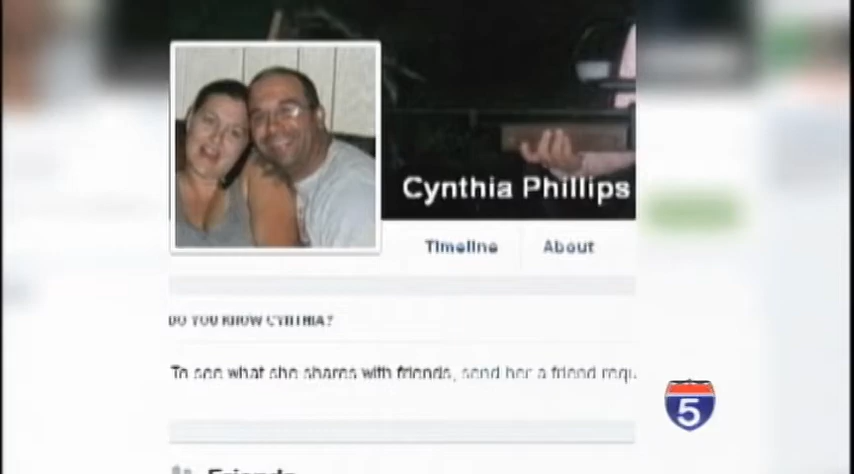 Cynthia Phillips
Timeline
About
DO YOU KNOW CYNTHIA?
To see what she shares with friends, send her a friend requ
Friends
5